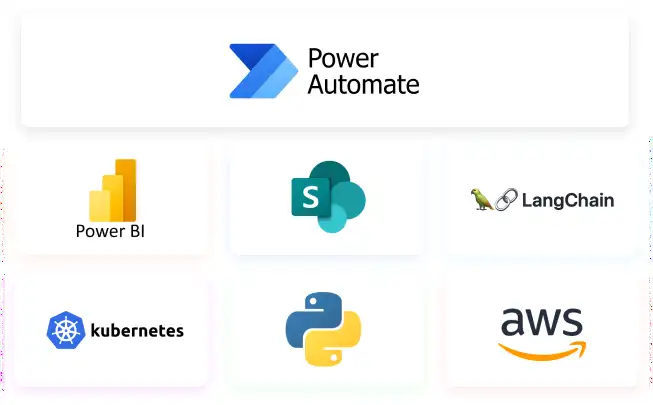 Power
Automate
Power BI
S
LangChain
kubernetes
aws